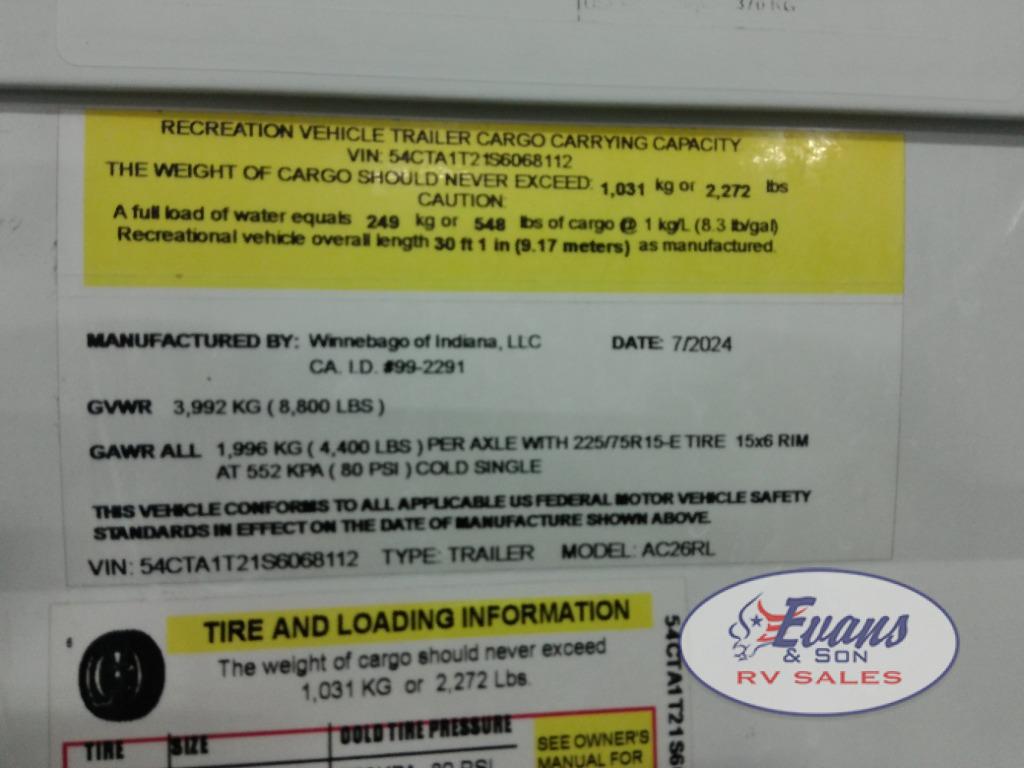 RECREATION VEHICLE TRAILER CARGO CARRYING CAPACITY
VIN: 54CTA1T21S6068112
THE WEIGHT OF CARGO SHOULD NEVER EXCEED: 1,031 kg or 2,272 lbs
CAUTION:
A full load of water equals 249 kg or 548 lbs of cargo @ 1 kg/L (8.3 lb/gal)
Recreational vehicle overall length 30 ft 1 in (9.17 meters) as manufactured.
MANUFACTURED BY: Winnebago of Indiana, LLC DATE: 7/2024
CA. I.D. #99-2291
GVWR 3,992 KG ( 8,800 LBS )
GAWR ALL 1,996 KG ( 4,400 LBS ) PER AXLE WITH 225/75R15-E TIRE 15x6 RIM
AT 552 KPA ( 80 PSI ) COLD SINGLE
THIS VEHICLE CONFORMS TO ALL APPLICABLE US FEDERAL MOTOR VEHICLE SAFETY
STANDARDS IN EFFECT ON THE DATE OF MANUFACTURE SHOWN ABOVE.
VIN: 54CTA1T21S6068112 TYPE: TRAILER MODEL: AC26RL
TIRE AND LOADING INFORMATION
The weight of cargo should never exceed
1,031 KG or 2,272 Lbs.
TIRE SIZE COLD TIRE PRESSURE
SEE OWNER'S
MANUAL FOR
54CTA1T21S6
Evans
& SON
RV SALES